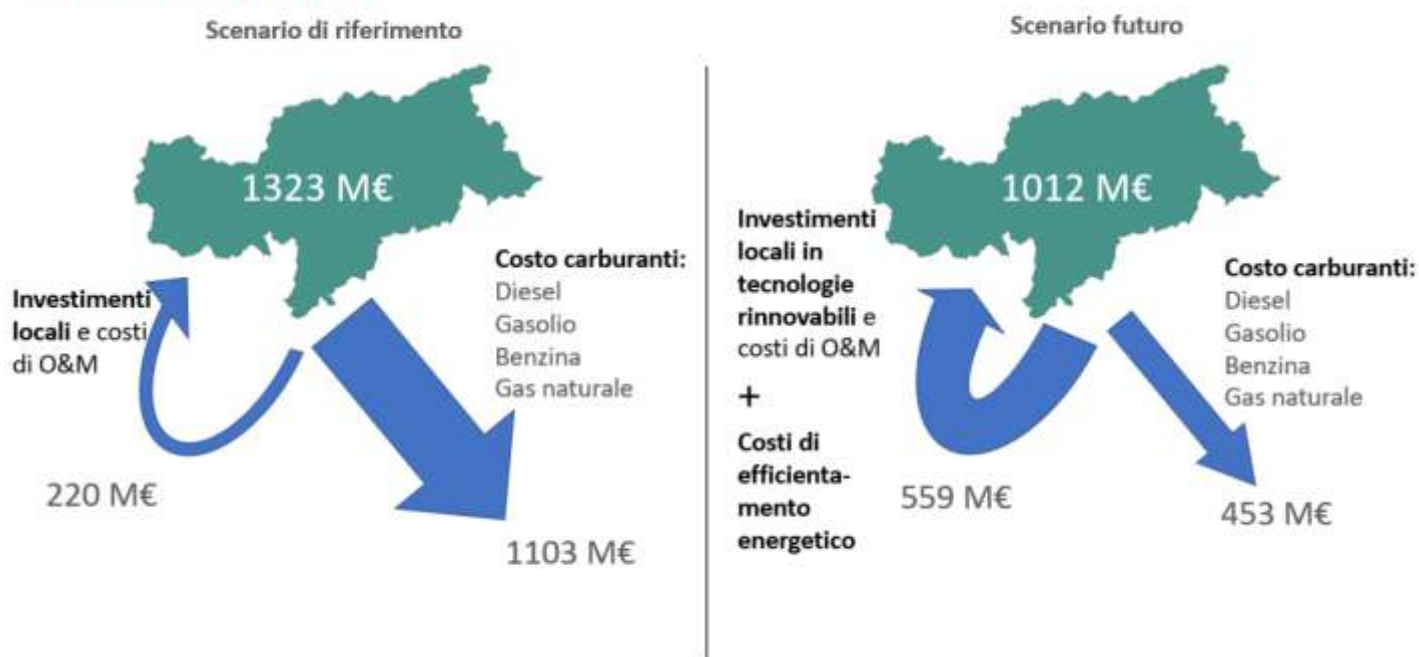 Scenario di riferimento
1323 M€
Investimenti
locali e costi
di O&M
220 M€
Costo carburanti:
Diesel
Gasolio
Benzina
Gas naturale
1103 M€
Scenario futuro
1012 M€
Investimenti
locali in
tecnologie
rinnovabili e
costi di O&M
+
Costi di
efficienta-
mento
energetico
559 M€
Costo carburanti:
Diesel
Gasolio
Benzina
Gas naturale
453 M€